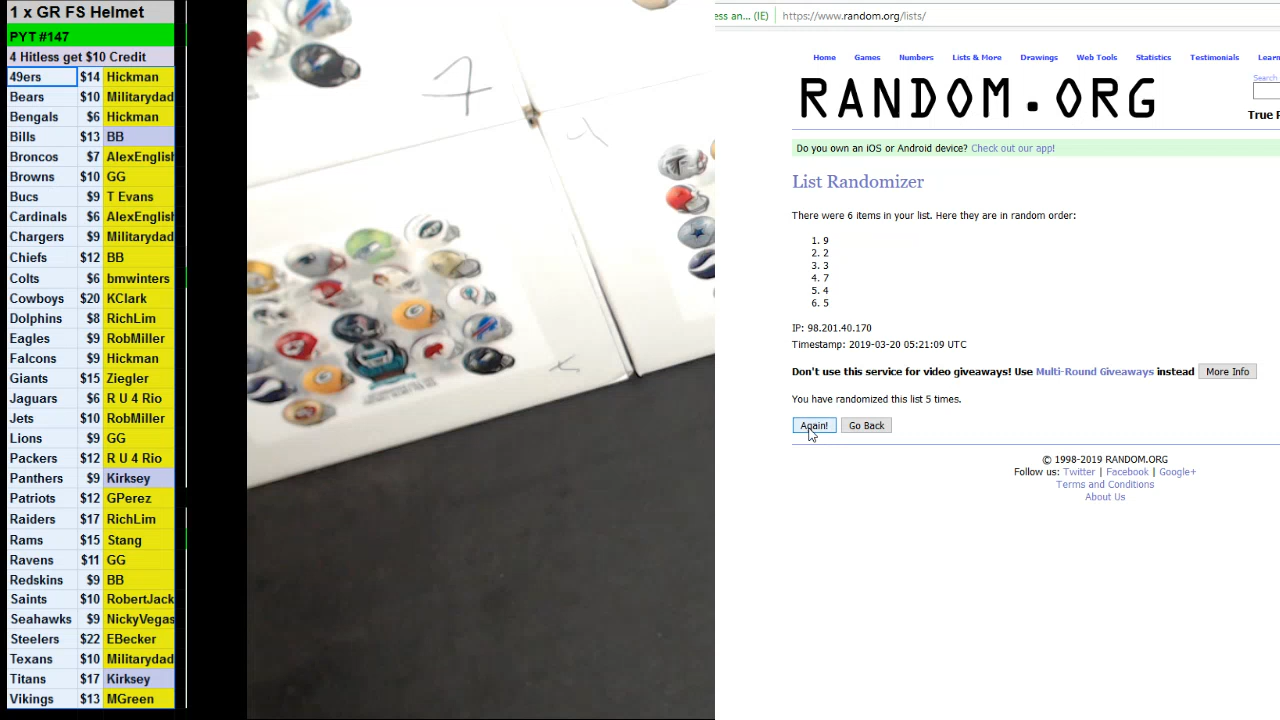 1 x GR FS Helmet
PYT #147
4 Hitless get $10 Credit
49ers $14 Hickman
Bears $10 Militarydad
Bengals $6 Hickman
Bills $13 BB
Broncos $7 AlexEnglish
Browns $10 GG
Bucs $9 T Evans
Cardinals $6 AlexEnglish
Chargers $9 Militarydad
Chiefs $12 BB
Colts $6 bmwinters
Cowboys $20 KClark
Dolphins $8 RichLim
Eagles $9 RobMiller
Falcons $9 Hickman
Giants $15 Ziegler
Jaguars $6 R U 4 Rio
Jets $10 RobMiller
Lions $9 GG
Packers $12 R U 4 Rio
Panthers $9 Kirksey
Patriots $12 GPerez
Raiders $17 RichLim
Rams $15 Stang
Ravens $11 GG
Redskins $9 BB
Saints $10 RobertJack
Seahawks $9 NickyVegas
Steelers $22 EBecker
Texans $10 Militarydad
Titans $17 Kirksey
Vikings $13 MGreen
7
ess an... (IE) https://www.random.org/lists/
Home Games Numbers Lists & More Drawings Web Tools Statistics Testimonials Learn
Search
RANDOM.ORG
True
Do you own an iOS or Android device? Check out our app!
List Randomizer
There were 6 items in your list. Here they are in random order:
1. 9
2. 2
3. 3
4. 7
5. 4
6. 5
IP: 98.201.40.170
Timestamp: 2019-03-20 05:21:09 UTC
Don't use this service for video giveaways! Use Multi-Round Giveaways instead More Info
You have randomized this list 5 times.
Again! Go Back
© 1998-2019 RANDOM.ORG
Follow us: Twitter | Facebook | Google+
Terms and Conditions
About Us